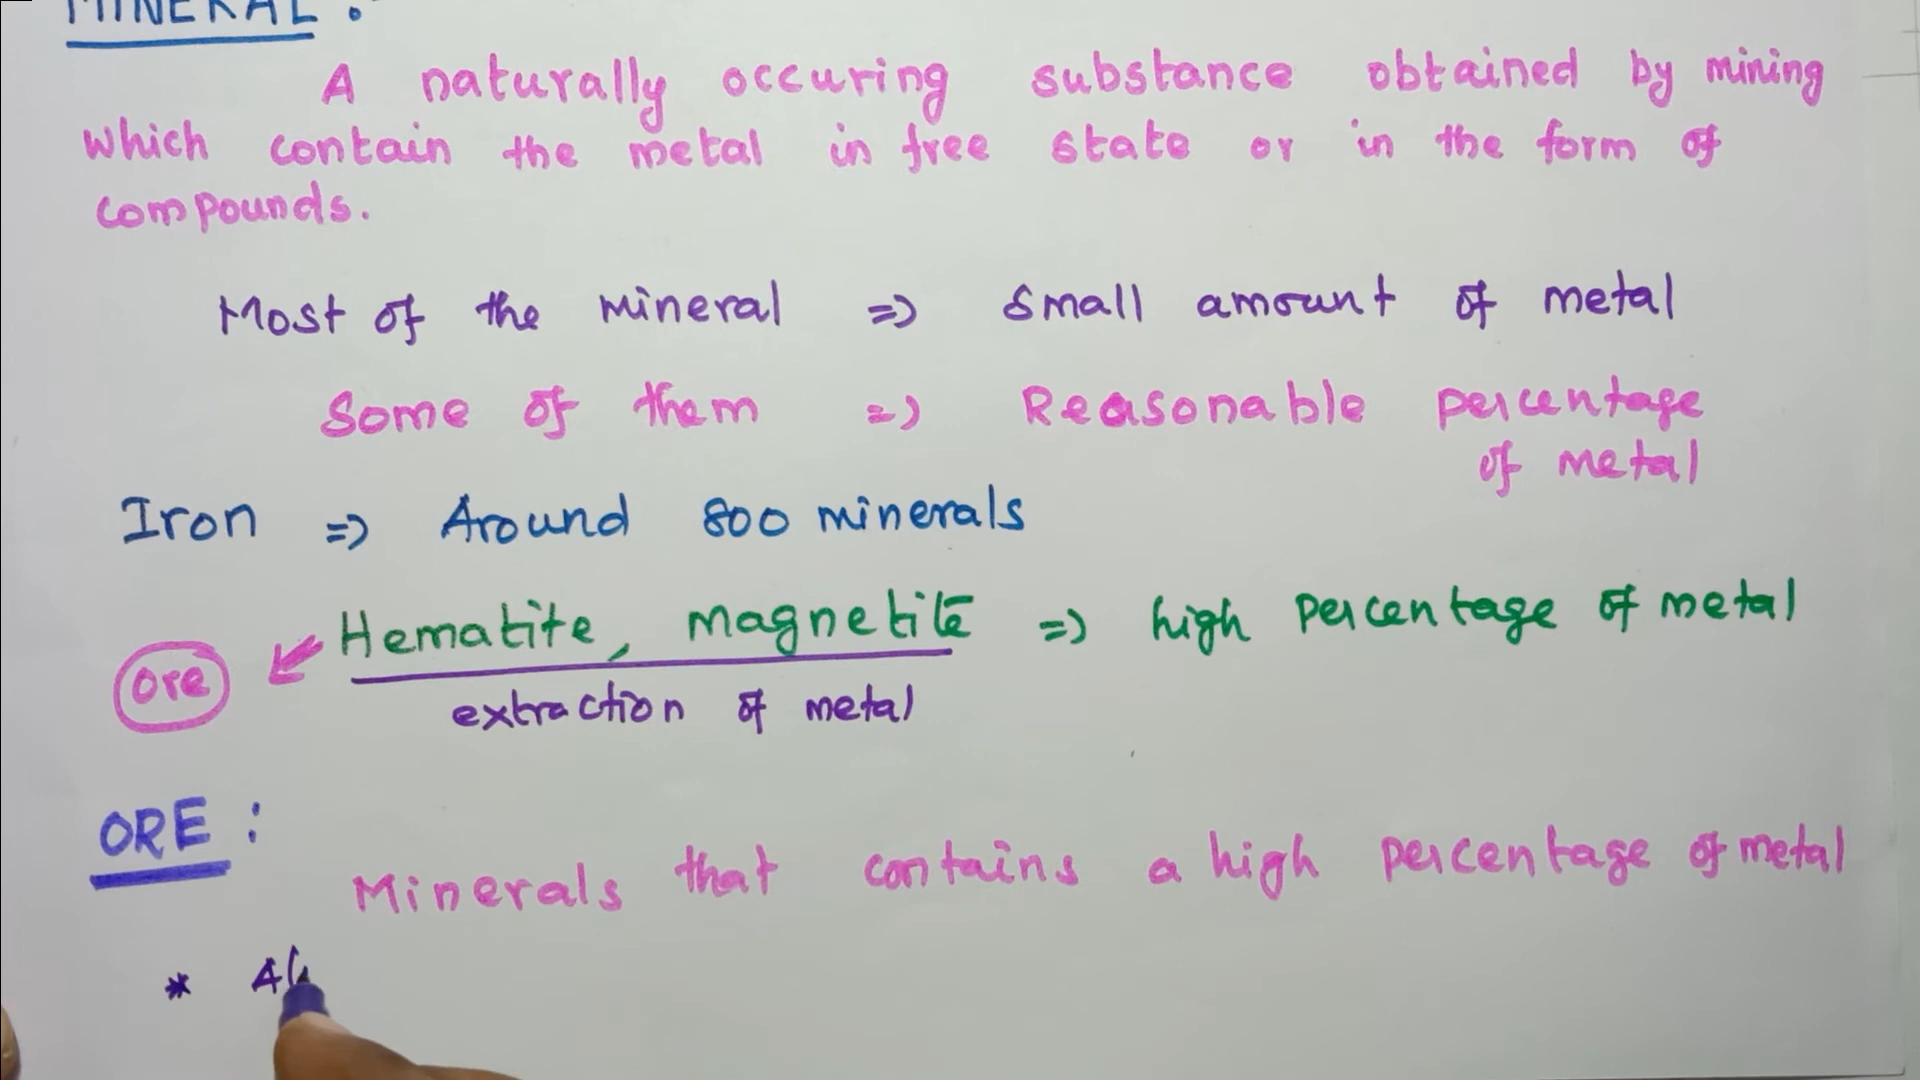 MINERAL :
A naturally occuring substance obtained by mining
which contain the metal in free state or in the form of
compounds.
Most of the mineral => Small amount of metal
Some of them => Reasonable percentage
of metal
Iron => Around 800 minerals
Hematite, magnetite => high percentage of metal
ore
extraction of metal
ORE :
Minerals that contains a high percentage of metal
* Al